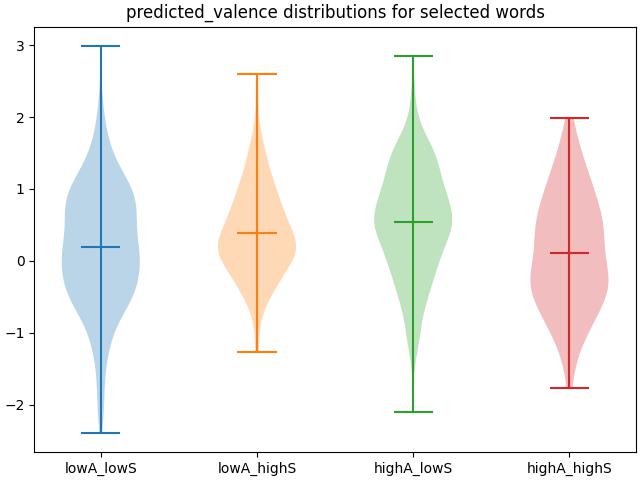 predicted_valence distributions for selected words
3
2
1
0
−1
−2
lowA_lowS
lowA_highS
highA_lowS
highA_highS